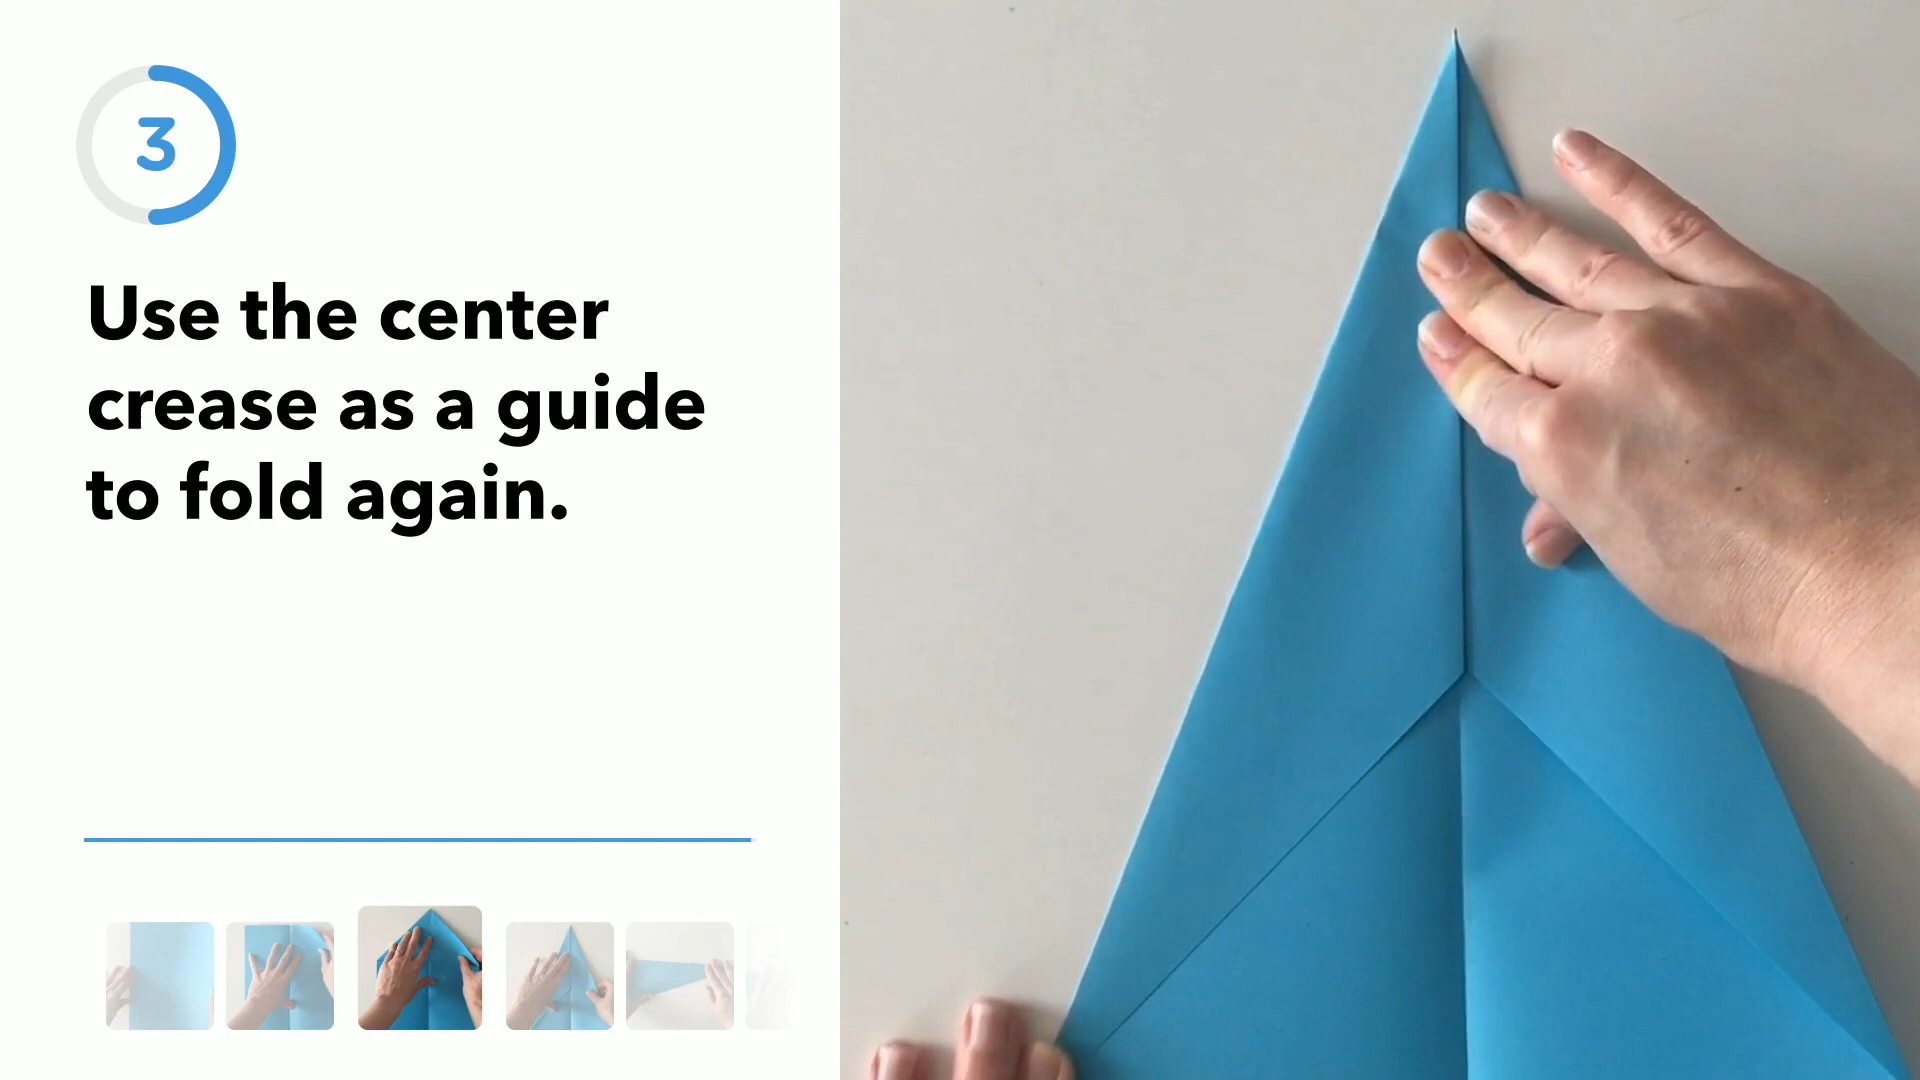 3
Use the center
crease as a guide
to fold again.